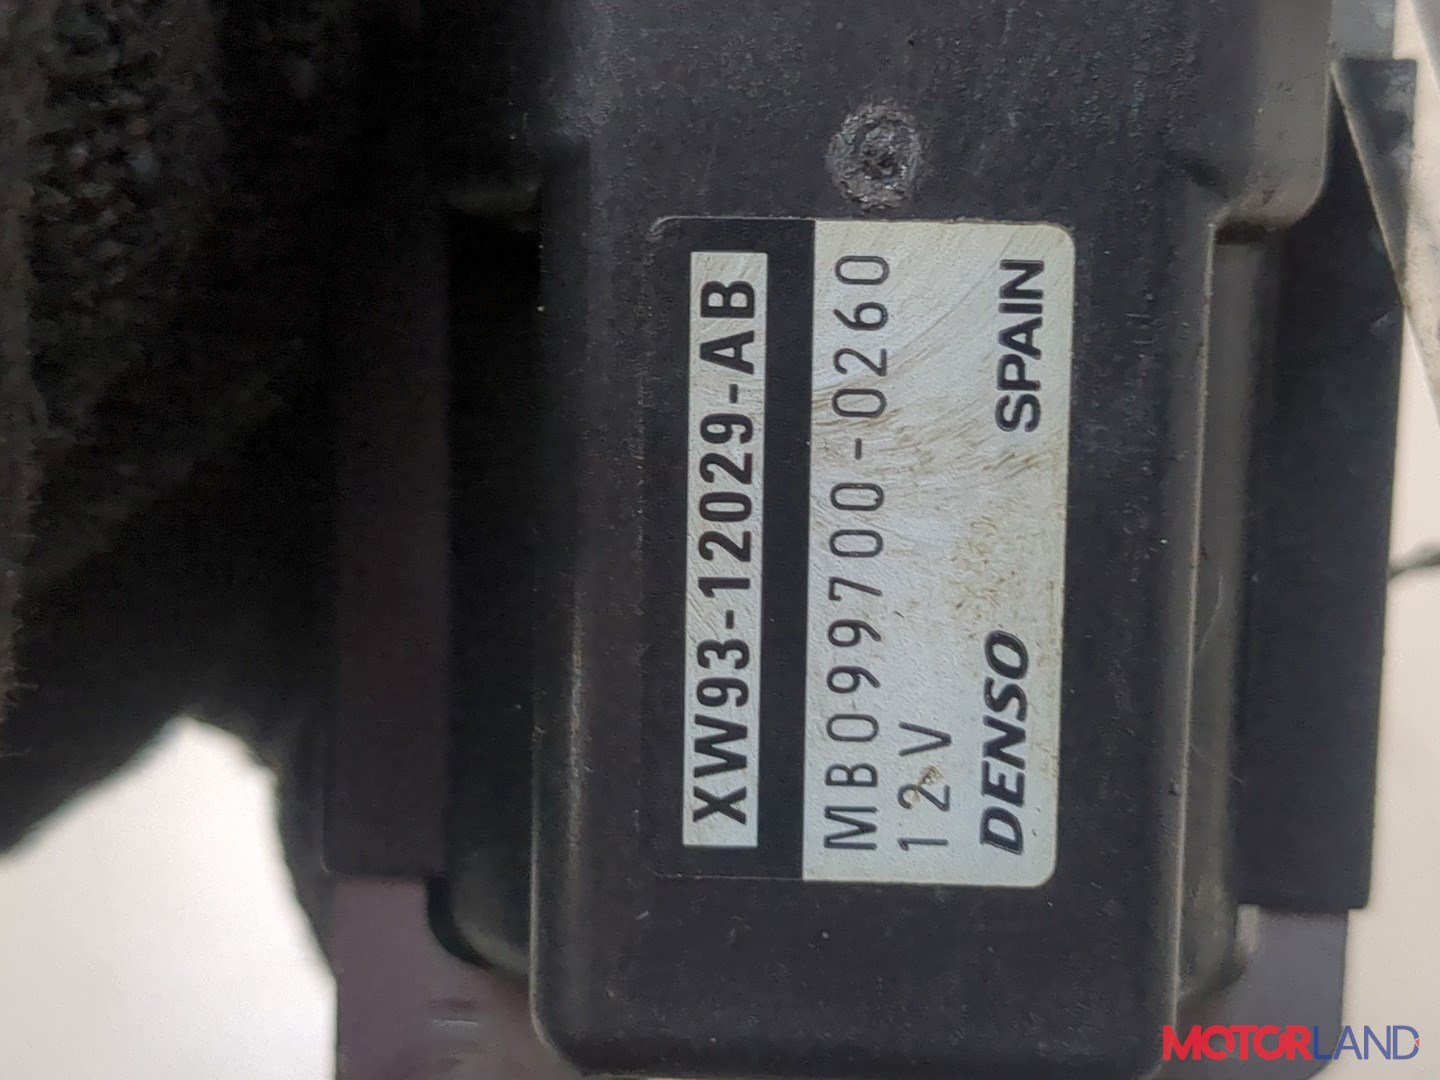 XW93-12029-AB
MB099700-0260
12V
DENSO SPAIN
MOTORLAND